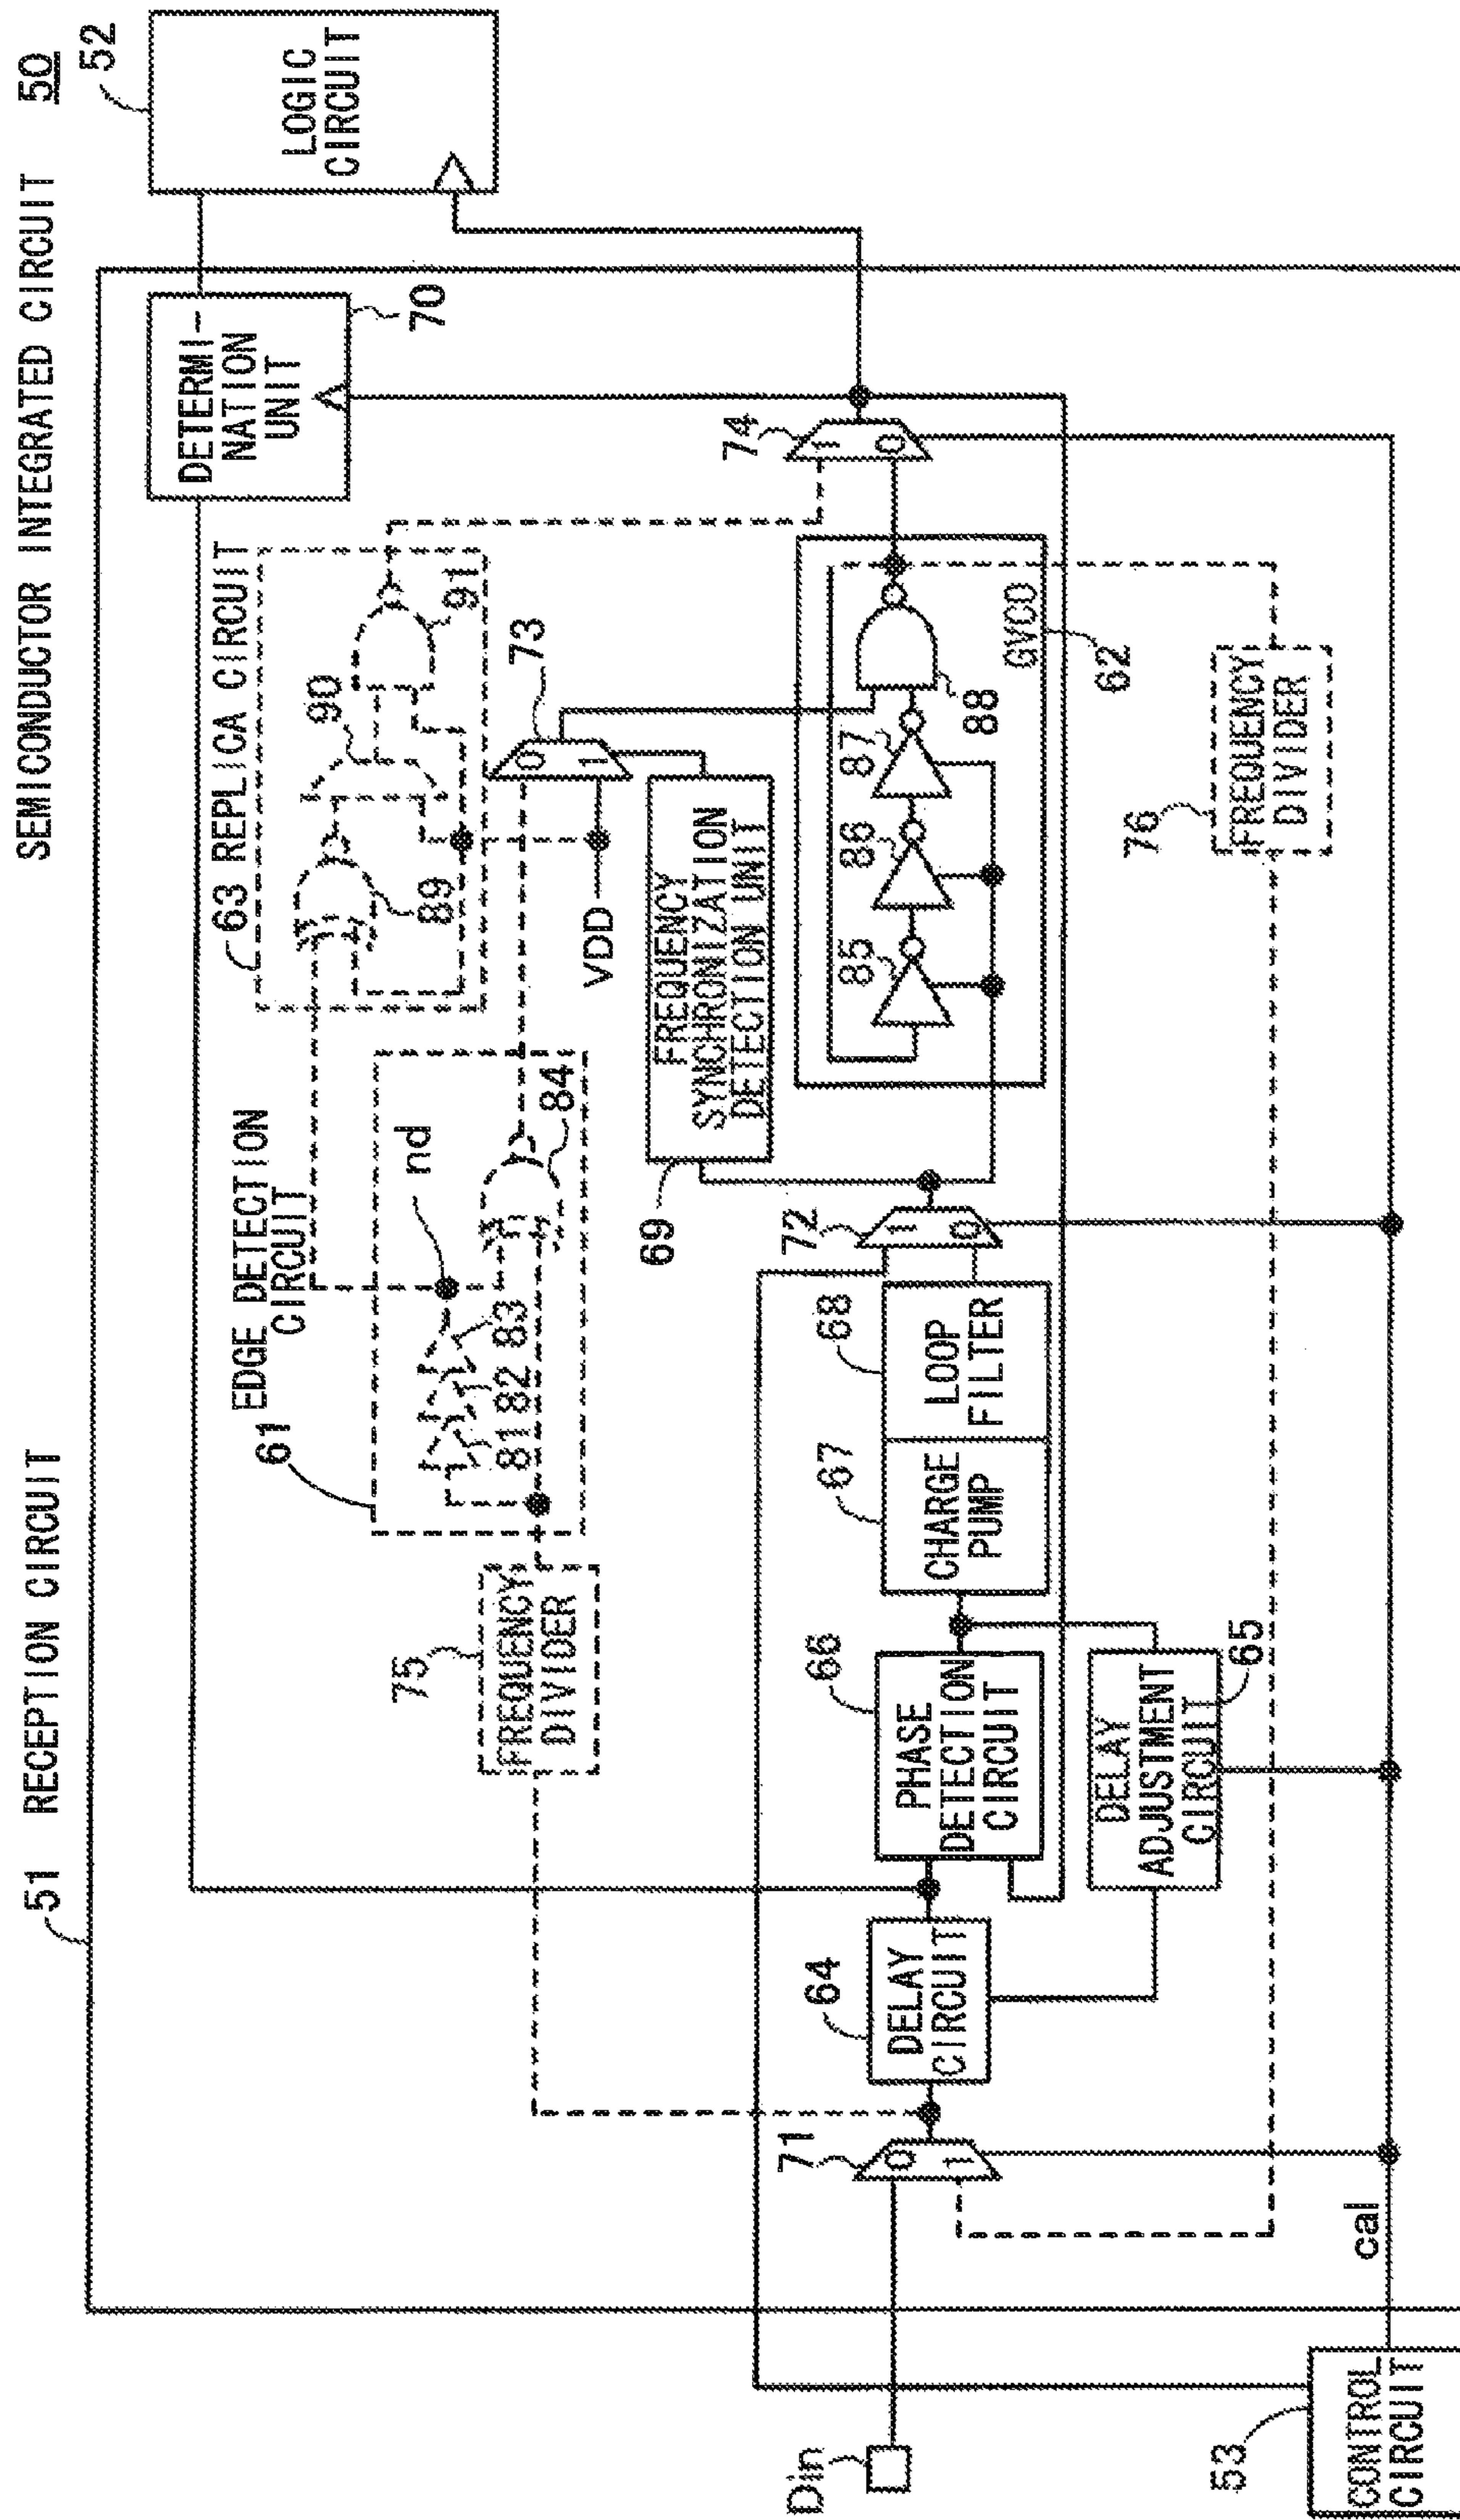 SEMICONDUCTOR INTEGRATED CIRCUIT 50
51 RECEPTION CIRCUIT
52
LOGIC
CIRCUIT
DETERMI-
NATION
UNIT
70
63 REPLICA CIRCUIT
89
90
91
EDGE DETECTION
CIRCUIT
61
nd
81 82 83
84
75
FREQUENCY
DIVIDER
VDD
73
0
1
74
1
0
FREQUENCY
SYNCHRONIZATION
DETECTION UNIT
69
85
86
87
88
GVCO
62
72
1
0
67
CHARGE
PUMP
68
LOOP
FILTER
66
PHASE
DETECTION
CIRCUIT
64
DELAY
CIRCUIT
DELAY
ADJUSTMENT
CIRCUIT
65
71
0
1
76
FREQUENCY
DIVIDER
Din
cal
53
CONTROL
CIRCUIT